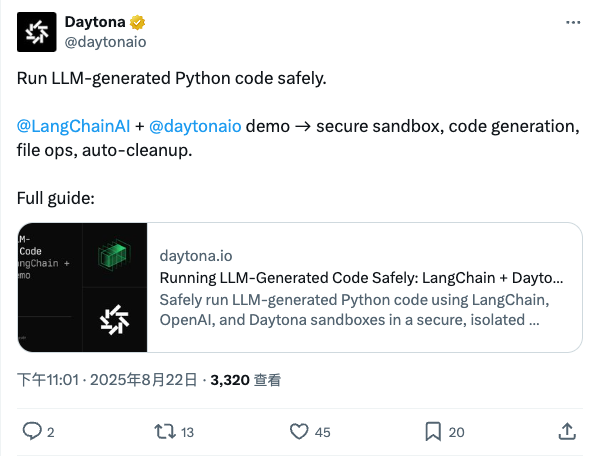 Daytona
@daytonaio
Run LLM-generated Python code safely.
@LangChainAI + @daytonaio demo → secure sandbox, code generation,
file ops, auto-cleanup.
Full guide:
M-
Code
ngChain +
emo
daytona.io
Running LLM-Generated Code Safely: LangChain + Dayto...
Safely run LLM-generated Python code using LangChain,
OpenAI, and Daytona sandboxes in a secure, isolated ...
下午11:01 · 2025年8月22日 · 3,320 查看
2
13
45
20